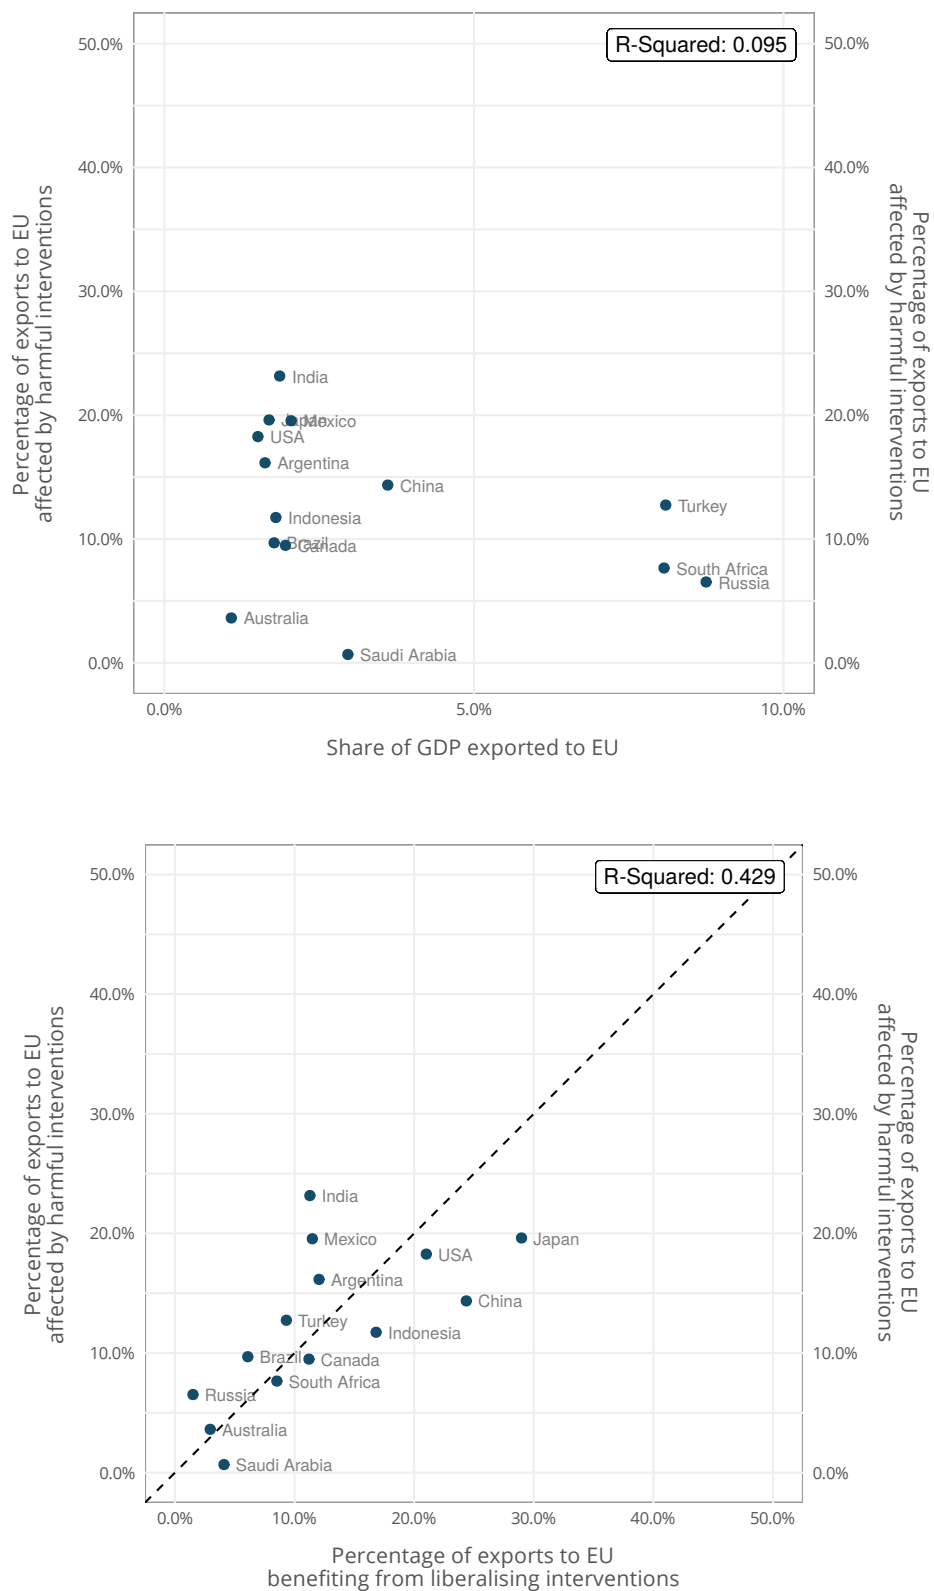 R-Squared: 0.095
50.0%
50.0%
40.0%
40.0%
30.0%
30.0%
20.0%
20.0%
10.0%
10.0%
0.0%
0.0%
Percentage of exports to EU
affected by harmful interventions
Percentage of exports to EU
affected by harmful interventions
India
Japan
Mexico
USA
Argentina
China
Turkey
Indonesia
Brazil
Canada
South Africa
Russia
Australia
Saudi Arabia
0.0%
5.0%
10.0%
Share of GDP exported to EU
R-Squared: 0.429
50.0%
50.0%
40.0%
40.0%
30.0%
30.0%
20.0%
20.0%
10.0%
10.0%
0.0%
0.0%
Percentage of exports to EU
affected by harmful interventions
Percentage of exports to EU
affected by harmful interventions
India
Mexico
Japan
USA
Argentina
China
Turkey
Indonesia
Brazil
Canada
South Africa
Russia
Australia
Saudi Arabia
0.0%
10.0%
20.0%
30.0%
40.0%
50.0%
Percentage of exports to EU
benefiting from liberalising interventions